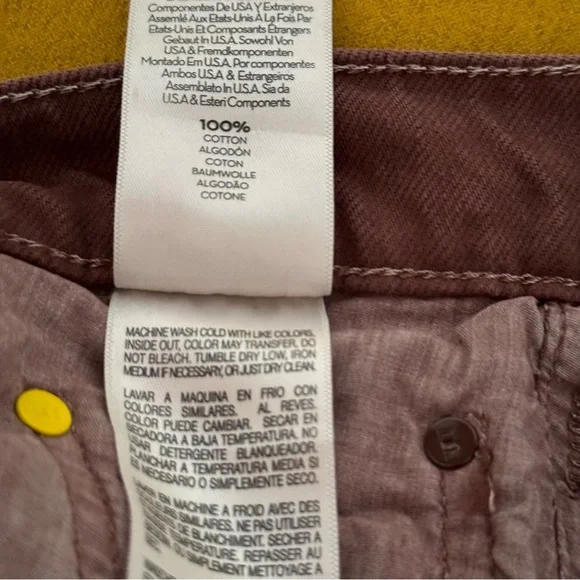 Componentes De USA Y Extranjeros
Assemlé Aux Etats-Unis A La Fois Par
Etats-Unis Et Composants Étrangers
Gebaut In U.S.A. Sowohl Von
USA & Fremdkomponenten
Montado Em U.S.A. Por componentes
Ambos U.S.A & Estrangeiros
Assemblato In U.S.A. Sia da
U.S.A & Esteri Components
100%
COTTON
ALGODÓN
COTON
BAUMWOLLE
ALGODÃO
COTONE
MACHINE WASH COLD WITH LIKE COLORS,
INSIDE OUT, COLOR MAY TRANSFER, DO
NOT BLEACH. TUMBLE DRY LOW, IRON
MEDIUM IF NECESSARY, OR JUST DRY CLEAN.
LAVAR A MAQUINA EN FRIO CON
COLORES SIMILARES. AL REVES.
COLOR PUEDE CAMBIAR. SECAR EN
SECADORA A BAJA TEMPERATURA. NO
USAR DETERGENTE BLANQUEADOR.
PLANCHAR A TEMPERATURA MEDIA SI
ES NECESARIO O SIMPLEMENTE SECO.
LAVER EN MACHINE A FROID AVEC DES
SIMILAIRES. NE PAS UTILISER
DE BLANCHIMENT. SECHER A
TEMPERATURE. REPASSER AU
SIMPLEMENT METTOYAGE A